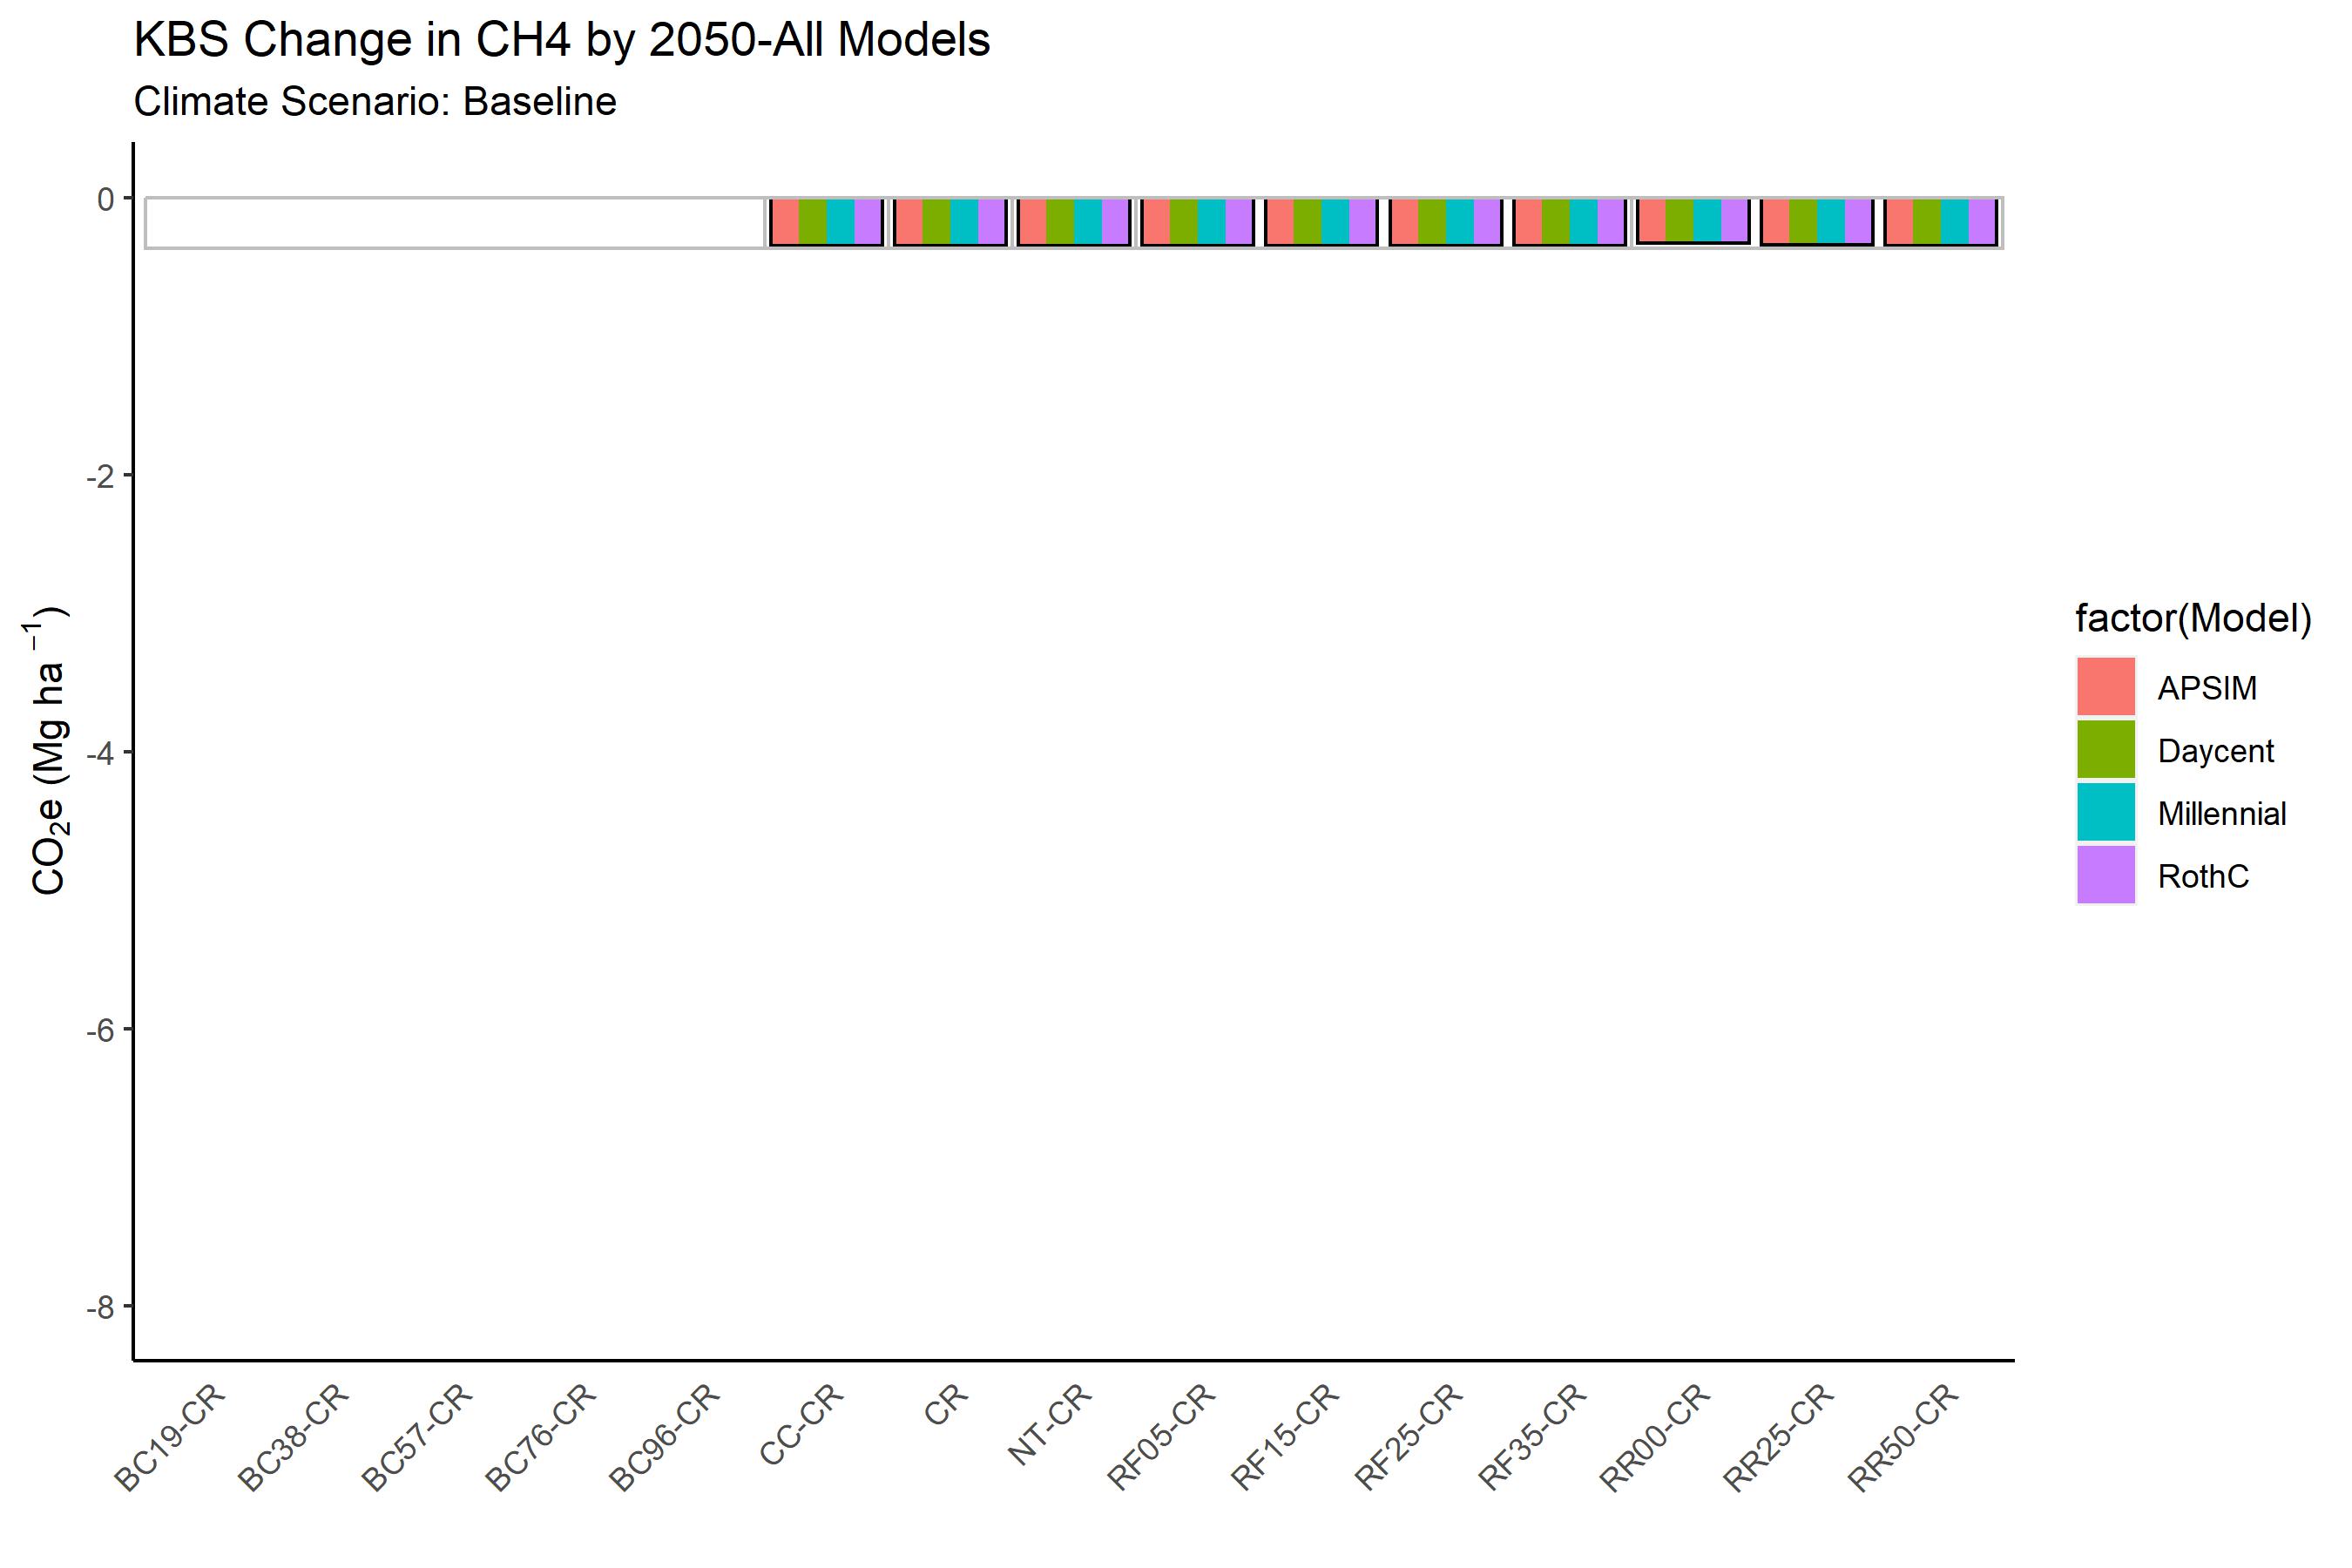 KBS Change in CH4 by 2050-All Models
Climate Scenario: Baseline
CO₂e (Mg ha ⁻¹)
0
-2
-4
-6
-8
BC19-CR
BC38-CR
BC57-CR
BC76-CR
BC96-CR
CC-CR
CR
NT-CR
RF05-CR
RF15-CR
RF25-CR
RF35-CR
RR00-CR
RR25-CR
RR50-CR
factor(Model)
APSIM
Daycent
Millennial
RothC